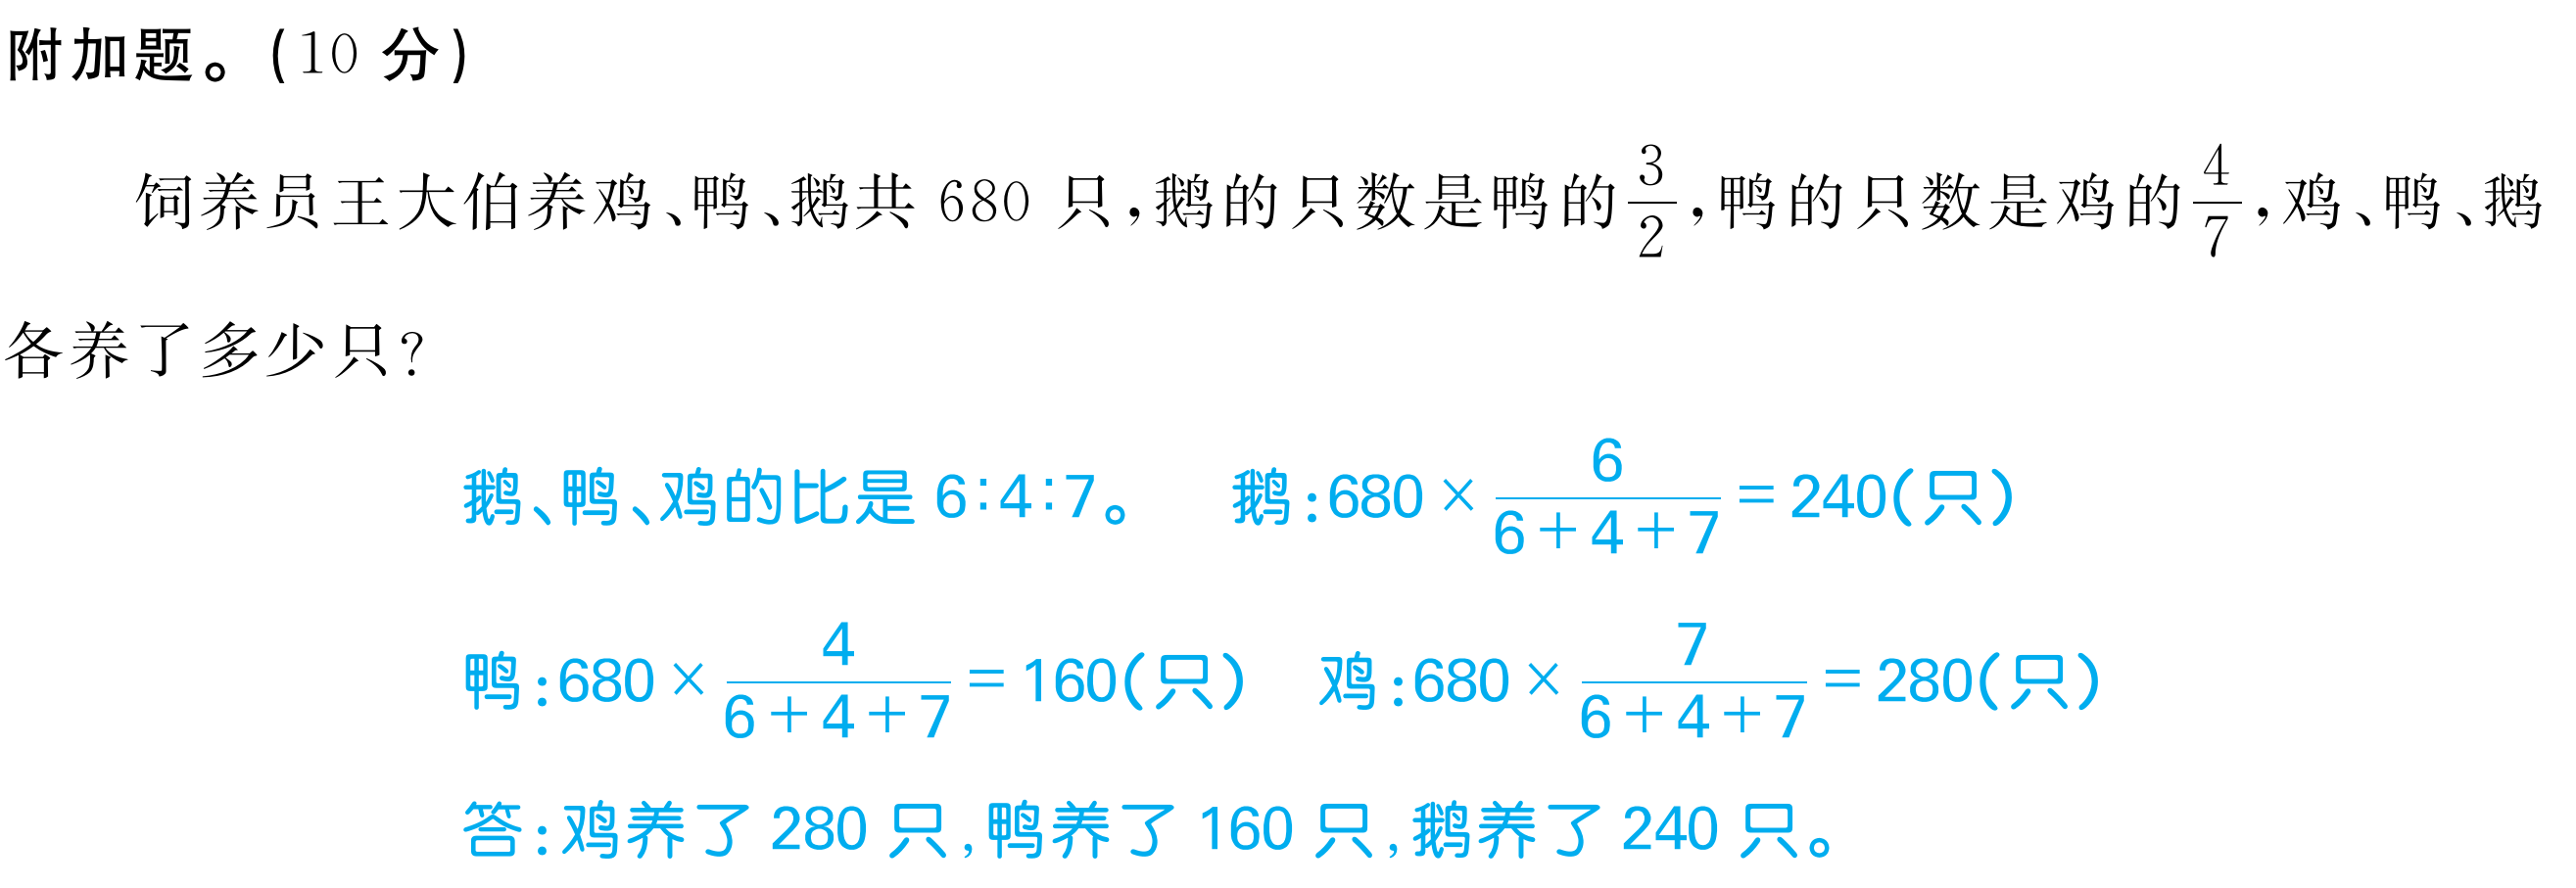 附加题。(10 分)
饲养员王大伯养鸡、鸭、鹅共 680 只,鹅的只数是鸭的3/2,鸭的只数是鸡的4/7,鸡、鸭、鹅
各养了多少只?
鹅、鸭、鸡的比是 6∶4∶7。 鹅:680 × 6/(6+4+7) = 240(只)
鸭:680 × 4/(6+4+7) = 160(只) 鸡:680 × 7/(6+4+7) = 280(只)
答:鸡养了 280 只,鸭养了 160 只,鹅养了 240 只。